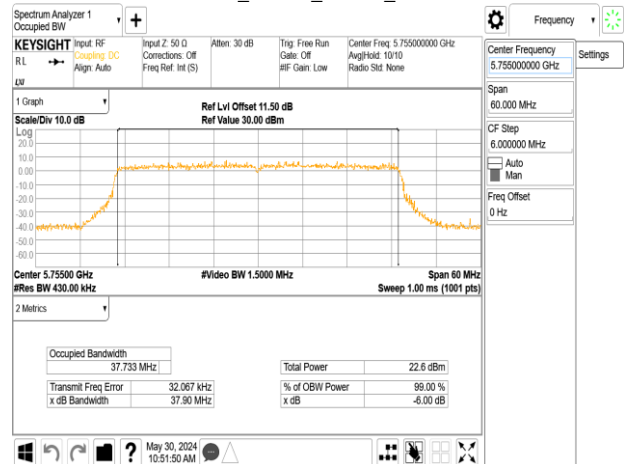 Spectrum Analyzer 1
Occupied BW
Frequency
KEYSIGHT
Input: RF
Coupling: DC
Align: Auto
Input Z: 50 Ω
Corrections: Off
Freq Ref: Int (S)
Atten: 30 dB
Trig: Free Run
Gate: Off
#IF Gain: Low
Center Freq: 5.755000000 GHz
Avg|Hold: 10/10
Radio Std: None
RL
LXI
Center Frequency
5.755000000 GHz
Settings
Span
60.000 MHz
CF Step
6.000000 MHz
Auto
Man
Freq Offset
0 Hz
1 Graph
Ref Lvl Offset 11.50 dB
Scale/Div 10.0 dB
Ref Value 30.00 dBm
Log
20.0
10.0
0.00
-10.0
-20.0
-30.0
-40.0
-50.0
-60.0
Center 5.75500 GHz
#Video BW 1.5000 MHz
Span 60 MHz
#Res BW 430.00 kHz
Sweep 1.00 ms (1001 pts)
2 Metrics
Occupied Bandwidth
37.733 MHz
Total Power
22.6 dBm
Transmit Freq Error
32.067 kHz
% of OBW Power
99.00 %
x dB Bandwidth
37.90 MHz
x dB
-6.00 dB
May 30, 2024
10:51:50 AM